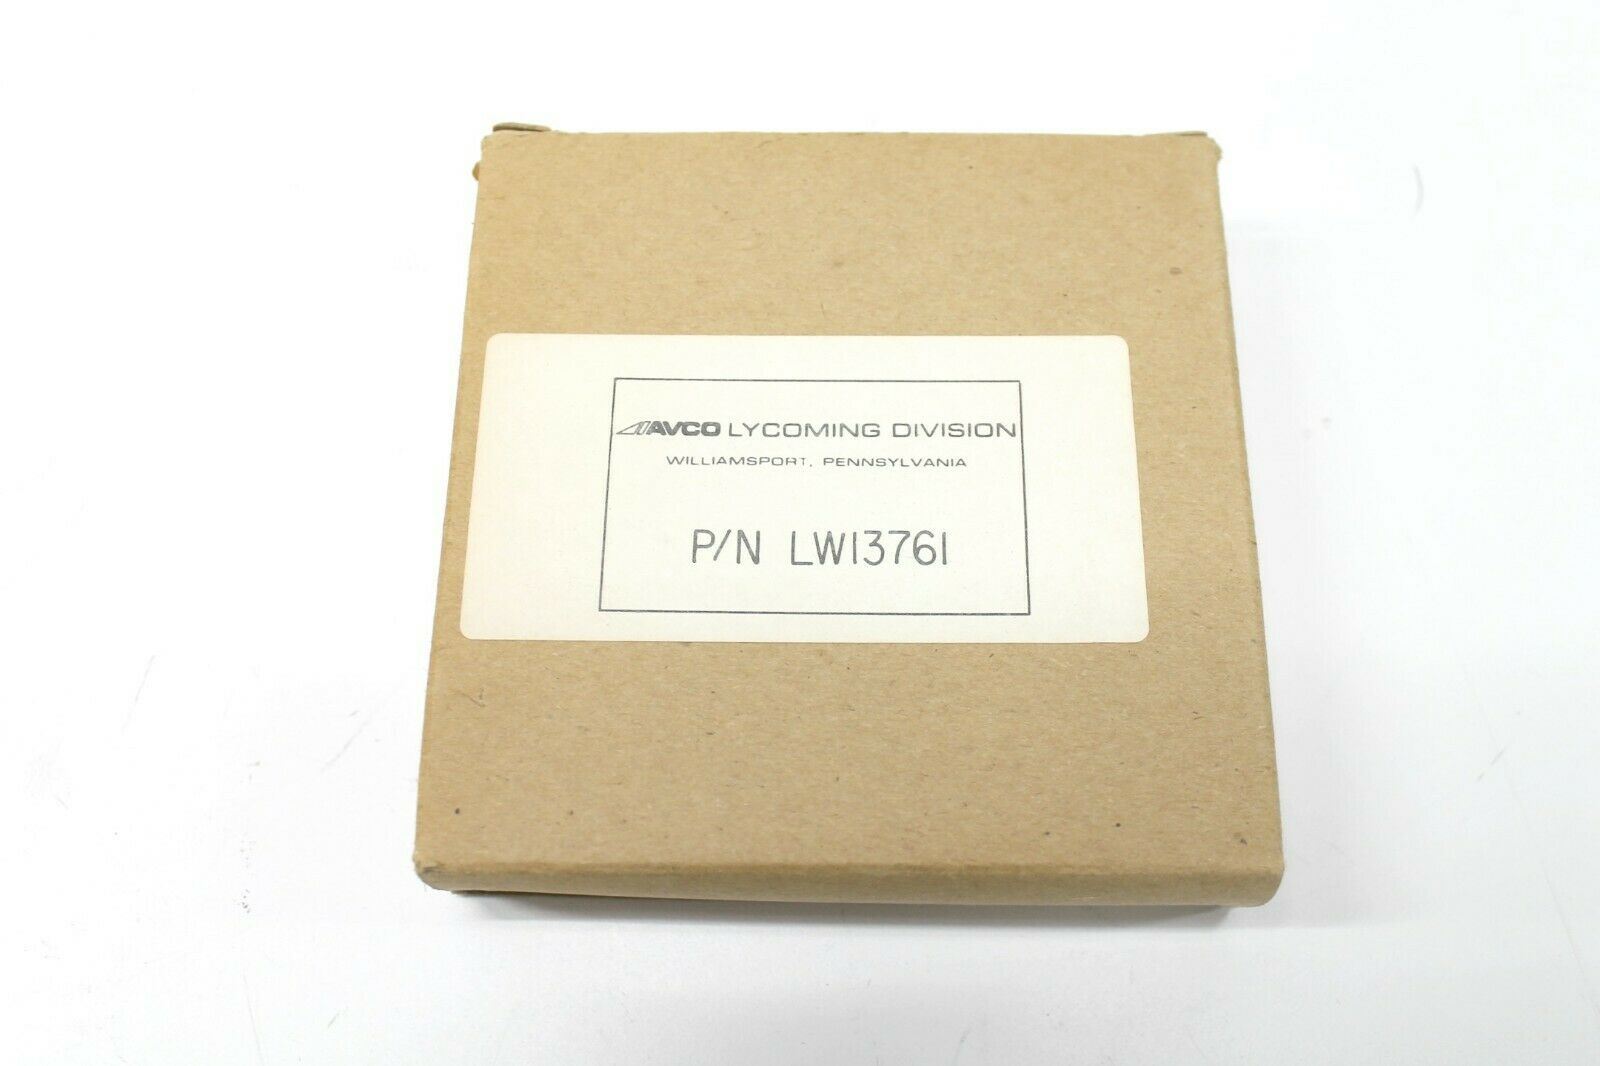 AVCO LYCOMING DIVISION
WILLIAMSPORT, PENNSYLVANIA
P/N LW13761